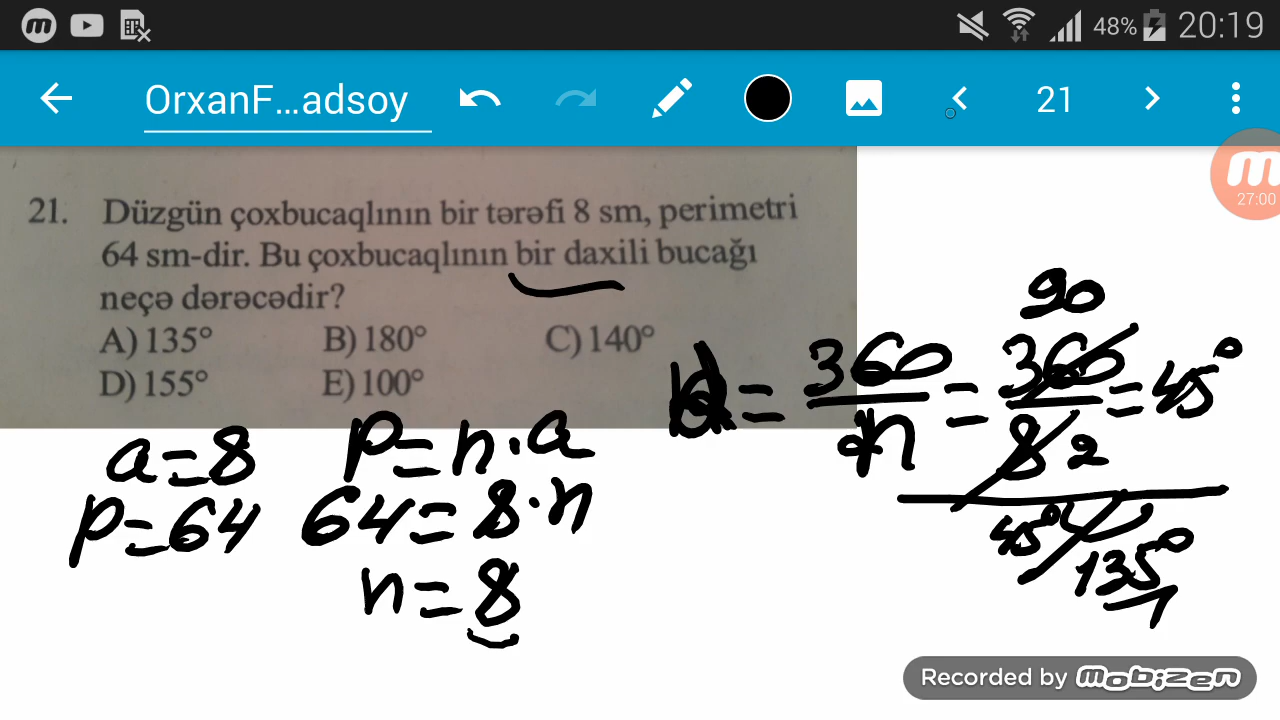 48% 20:19
OrxanF...adsoy 21
27:00
21. Düzgün çoxbucaqlının bir tərəfi 8 sm, perimetri
64 sm-dir. Bu çoxbucaqlının bir daxili bucağı
neçə dərəcədir?
A) 135° B) 180° C) 140°
D) 155° E) 100°
a=8
p=64
p=n·a
64=8·n
n=8
90
= 360/n = 360/8 2 = 45°
45° 135°
Recorded by mobizen